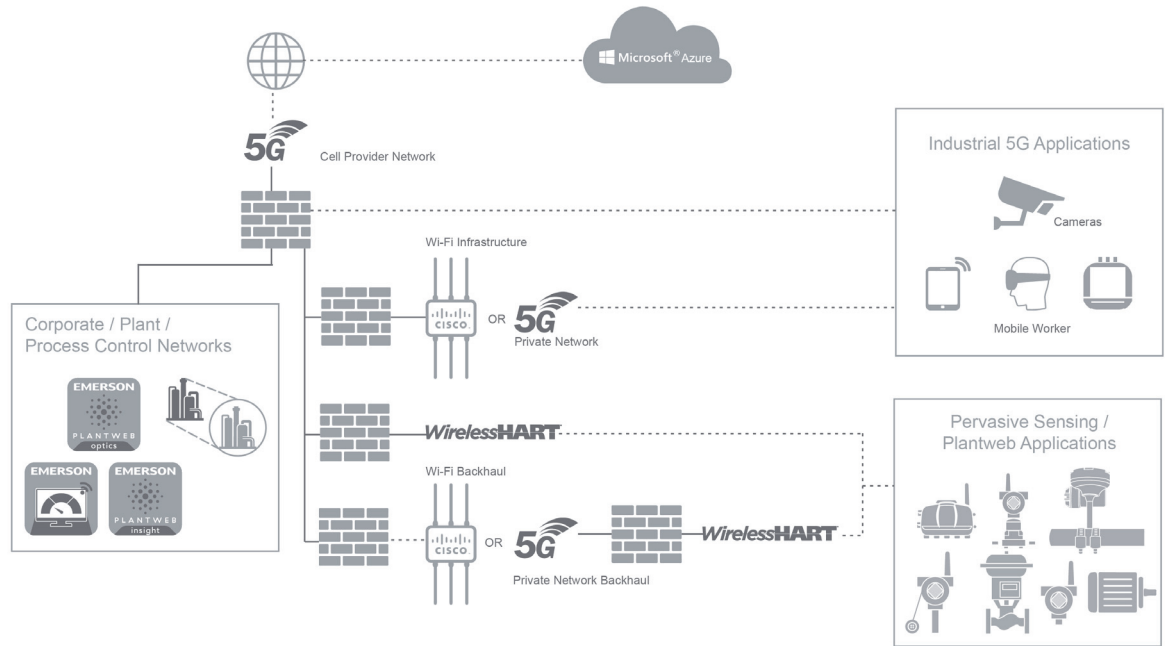 Microsoft® Azure
5G
Cell Provider Network
Industrial 5G Applications
Cameras
Mobile Worker
Wi-Fi Infrastructure
CISCO
OR
5G
Private Network
Corporate / Plant /
Process Control Networks
EMERSON
PLANTWEB
optics
EMERSON
EMERSON
PLANTWEB
insight
WirelessHART
Wi-Fi Backhaul
CISCO
OR
5G
Private Network Backhaul
WirelessHART
Pervasive Sensing /
Plantweb Applications